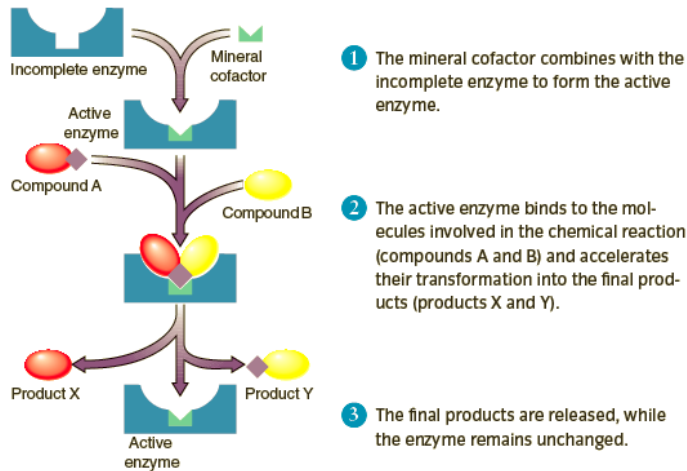 Incomplete enzyme
Mineral
cofactor
1 The mineral cofactor combines with the
incomplete enzyme to form the active
enzyme.
Active
enzyme
Compound A
Compound B
2 The active enzyme binds to the mol-
ecules involved in the chemical reaction
(compounds A and B) and accelerates
their transformation into the final prod-
ucts (products X and Y).
Product X
Product Y
Active
enzyme
3 The final products are released, while
the enzyme remains unchanged.